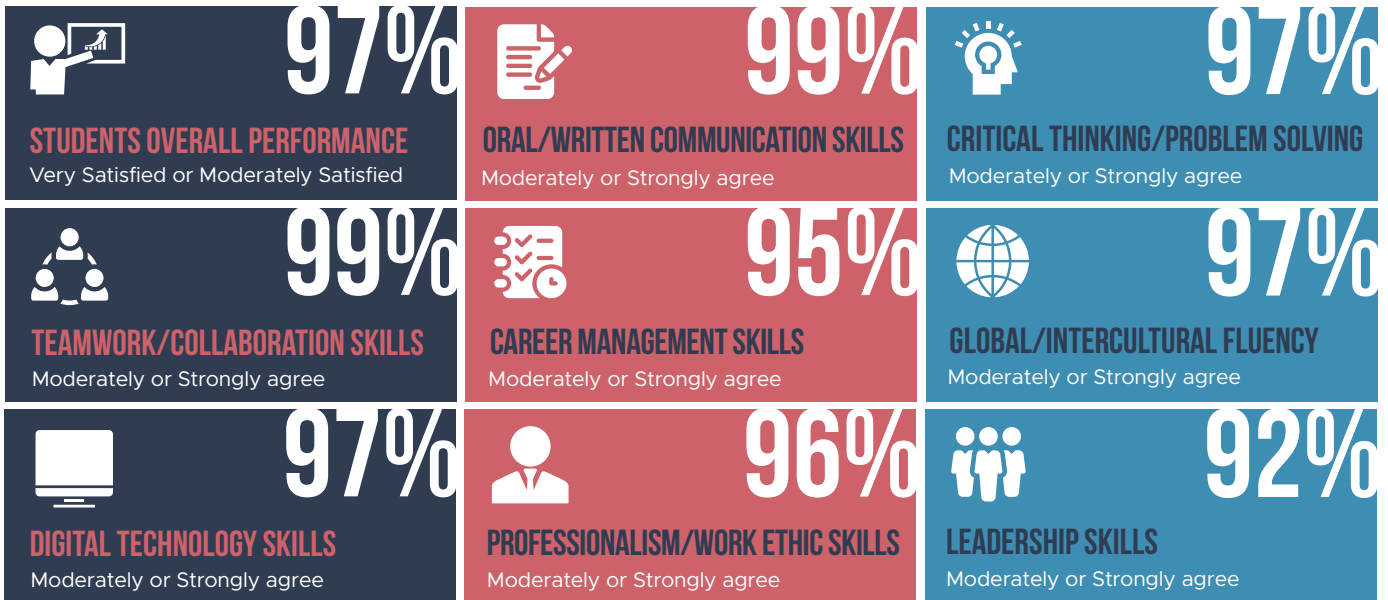 97%
STUDENTS OVERALL PERFORMANCE
Very Satisfied or Moderately Satisfied
99%
ORAL/WRITTEN COMMUNICATION SKILLS
Moderately or Strongly agree
97%
CRITICAL THINKING/PROBLEM SOLVING
Moderately or Strongly agree
99%
TEAMWORK/COLLABORATION SKILLS
Moderately or Strongly agree
95%
CAREER MANAGEMENT SKILLS
Moderately or Strongly agree
97%
GLOBAL/INTERCULTURAL FLUENCY
Moderately or Strongly agree
97%
DIGITAL TECHNOLOGY SKILLS
Moderately or Strongly agree
96%
PROFESSIONALISM/WORK ETHIC SKILLS
Moderately or Strongly agree
92%
LEADERSHIP SKILLS
Moderately or Strongly agree